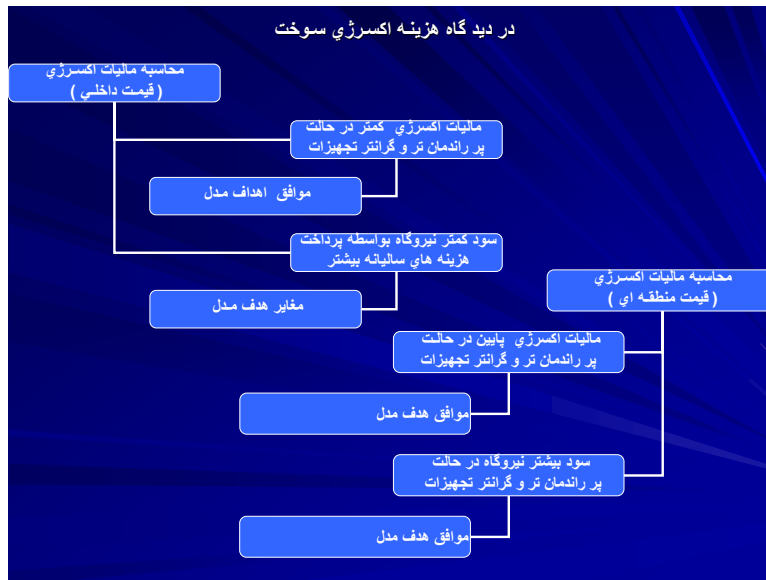 در ديد گاه هزينه اکسرژي سوخت
محاسبه ماليات اکسرژي
( قيمت داخلي )
ماليات اکسرژي کمتر در حالت
پر راندمان تر و گرانتر تجهيزات
موافق اهداف مدل
سود کمتر نيروگاه بواسطه پرداخت
هزينه هاي ساليانه بيشتر
مغاير هدف مدل
محاسبه ماليات اکسرژي
( قيمت منطقه اي )
ماليات اکسرژي پايين در حالت
پر راندمان تر و گرانتر تجهيزات
موافق هدف مدل
سود بيشتر نيروگاه در حالت
پر راندمان تر و گرانتر تجهيزات
موافق هدف مدل